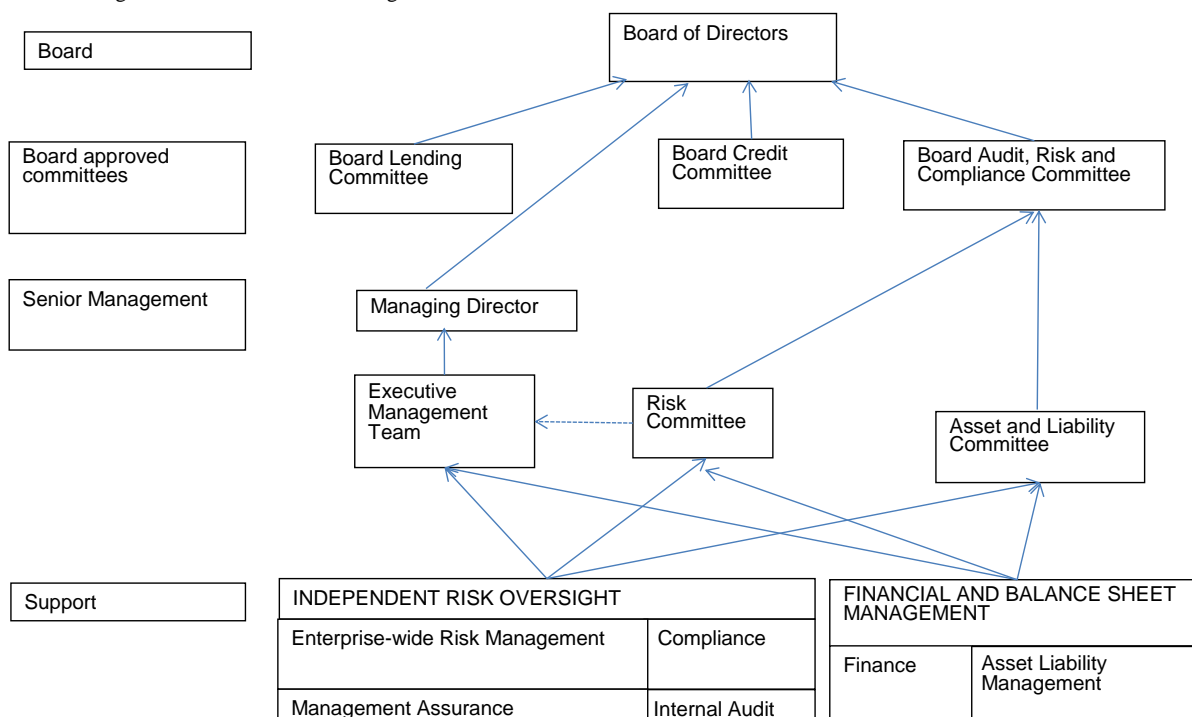 Board
Board of Directors
Board approved
committees
Board Lending
Committee
Board Credit
Committee
Board Audit, Risk and
Compliance Committee
Senior Management
Managing Director
Executive
Management
Team
Risk
Committee
Asset and Liability
Committee
Support
INDEPENDENT RISK OVERSIGHT
Enterprise-wide Risk Management
Compliance
Management Assurance
Internal Audit
FINANCIAL AND BALANCE SHEET
MANAGEMENT
Finance
Asset Liability
Management